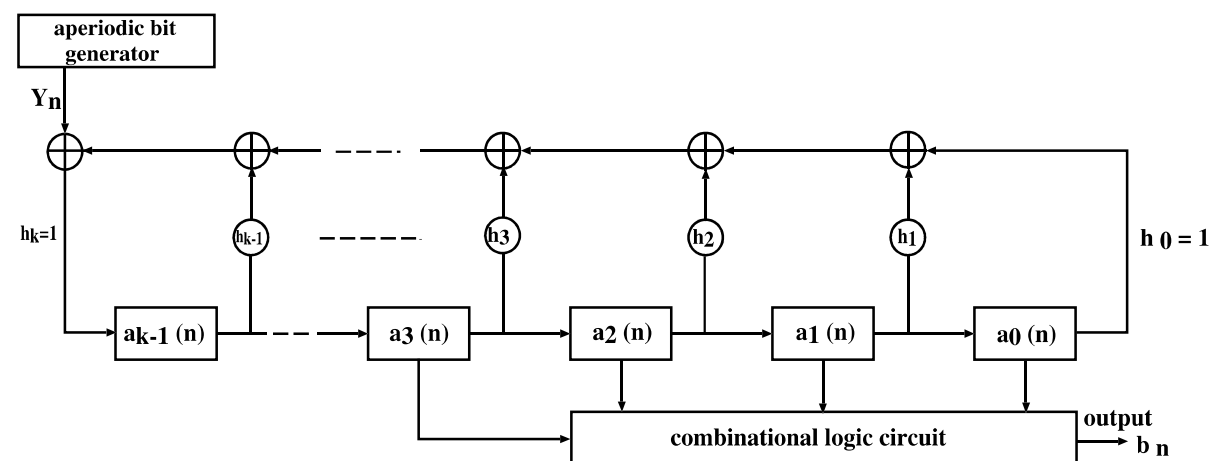 aperiodic bit
generator
Yn
hk=1
hk-1
h3
h2
h1
h 0 = 1
ak-1 (n)
a3 (n)
a2 (n)
a1 (n)
a0 (n)
combinational logic circuit
output
b n